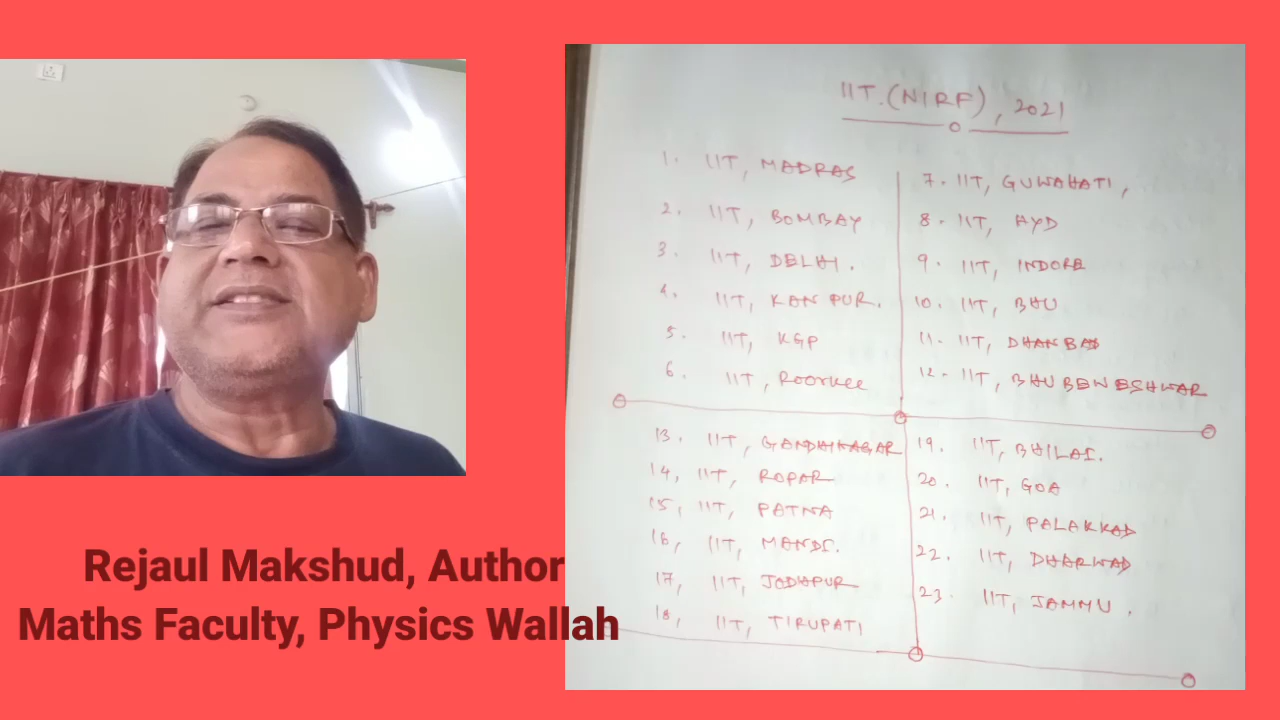 IIT. (NIRF), 2021
1. IIT, MADRAS
2. IIT, BOMBAY
3. IIT, DELHI.
4. IIT, KANPUR.
5. IIT, KGP
6. IIT, Roorkee
7. IIT, GUWAHATI,
8. IIT, HYD
9. IIT, INDORE
10. IIT, BHU
11. IIT, DHANBAD
12. IIT, BHUBENESHWAR
13. IIT, GANDHINAGAR
14, IIT, ROPAR
15, IIT, PATNA
16, IIT, MANDI.
17, IIT, JODHPUR
18, IIT, TIRUPATI
19. IIT, BHILAI.
20. IIT, GOA
21. IIT, PALAKKAD
22. IIT, DHARWAD
23. IIT, JAMMU.
Rejaul Makshud, Author
Maths Faculty, Physics Wallah